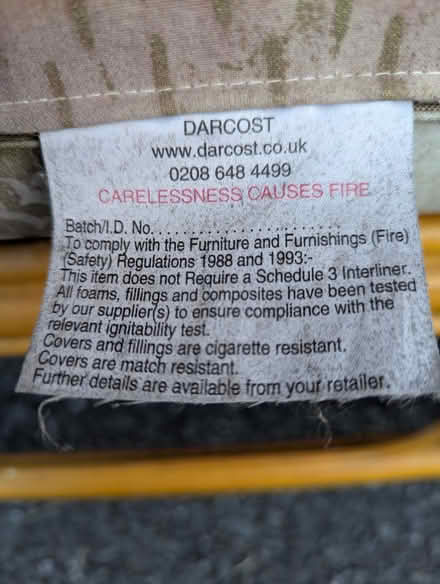 DARCOST
www.darcost.co.uk
0208 648 4499
CARELESSNESS CAUSES FIRE
Batch/I.D. No. . . . . . . . . . . . . . . . . . . . . . . .
To comply with the Furniture and Furnishings (Fire)
(Safety) Regulations 1988 and 1993:-
This item does not Require a Schedule 3 Interliner.
All foams, fillings and composites have been tested
by our supplier(s) to ensure compliance with the
relevant ignitability test.
Covers and fillings are cigarette resistant.
Covers are match resistant.
Further details are available from your retailer.